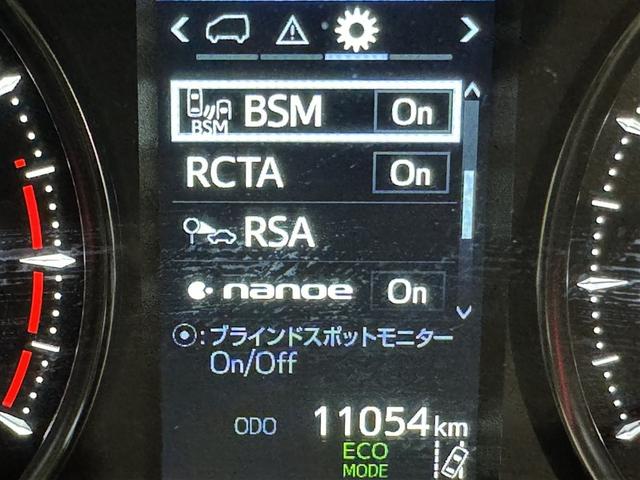 BSM BSM On
RCTA On
RSA
nanoe On
⦿:ブラインドスポットモニター
On/Off
ODO 11054km
ECO
MODE